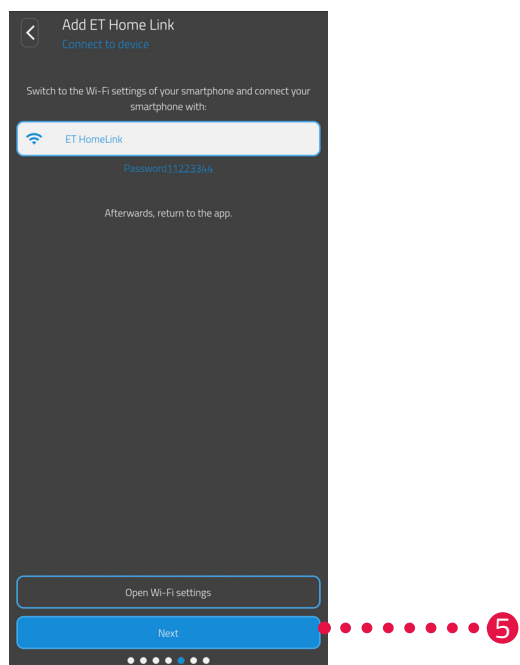 Add ET Home Link
Connect to device
Switch to the Wi-Fi settings of your smartphone and connect your
smartphone with:
ET HomeLink
Password11223344
Afterwards, return to the app.
Open Wi-Fi settings
Next
5